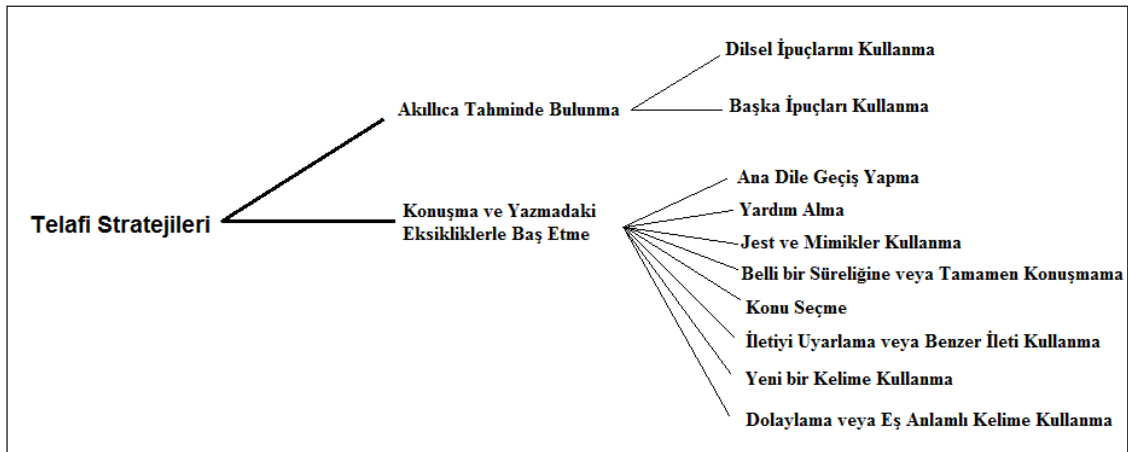 Telafi Stratejileri
Akıllıca Tahminde Bulunma
Dilsel İpuçlarını Kullanma
Başka İpuçları Kullanma
Konuşma ve Yazmadaki
Eksikliklerle Baş Etme
Ana Dile Geçiş Yapma
Yardım Alma
Jest ve Mimikler Kullanma
Belli bir Süreliğine veya Tamamen Konuşmama
Konu Seçme
İletiyi Uyarlama veya Benzer İleti Kullanma
Yeni bir Kelime Kullanma
Dolaylama veya Eş Anlamlı Kelime Kullanma